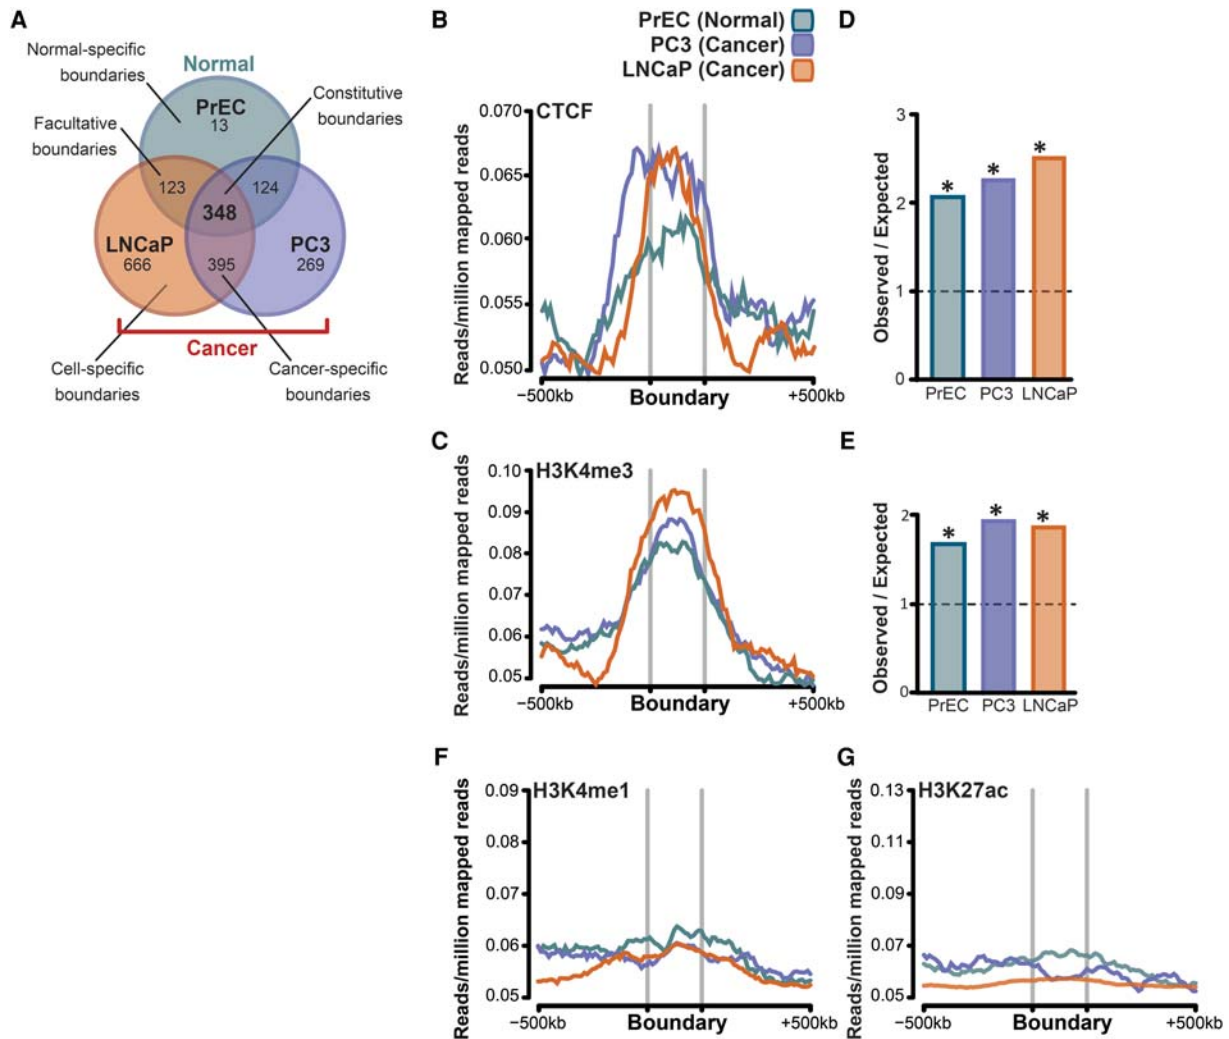 A
Normal-specific
boundaries
Normal
Constitutive
boundaries
Facultative
boundaries
PrEC
13
123
124
348
LNCaP
666
PC3
269
395
Cancer
Cell-specific
boundaries
Cancer-specific
boundaries
B
PrEC (Normal)
PC3 (Cancer)
LNCaP (Cancer)
CTCF
Reads/million mapped reads
0.070
0.065
0.060
0.055
0.050
−500kb
Boundary
+500kb
D
Observed / Expected
3
2
1
0
*
*
*
PrEC
PC3
LNCaP
C
H3K4me3
Reads/million mapped reads
0.10
0.09
0.08
0.07
0.06
0.05
−500kb
Boundary
+500kb
E
Observed / Expected
2
1
0
*
*
*
PrEC
PC3
LNCaP
F
H3K4me1
Reads/million mapped reads
0.09
0.08
0.07
0.06
0.05
−500kb
Boundary
+500kb
G
H3K27ac
Reads/million mapped reads
0.13
0.11
0.09
0.07
0.05
−500kb
Boundary
+500kb